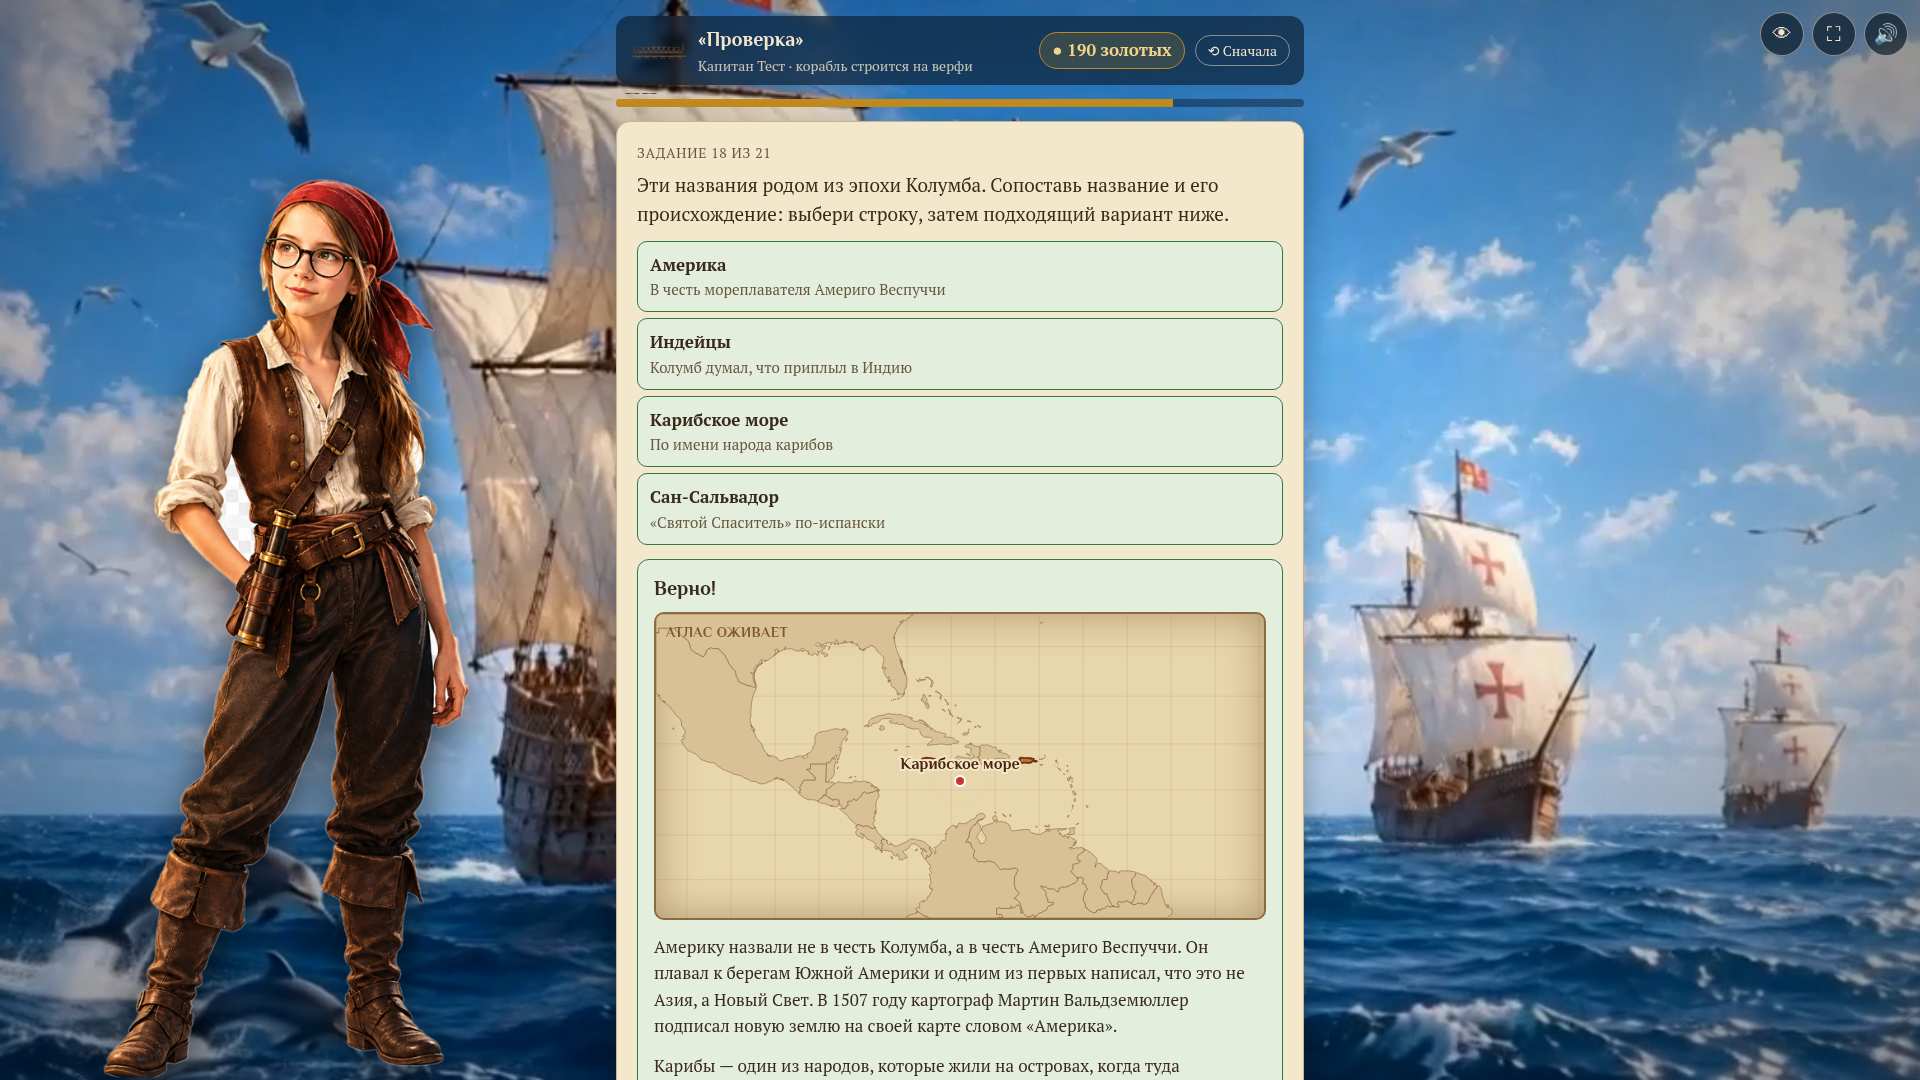 «Проверка»
Капитан Тест · корабль строится на верфи
190 золотых
⟲ Сначала
ЗАДАНИЕ 18 ИЗ 21
Эти названия родом из эпохи Колумба. Сопоставь название и его
происхождение: выбери строку, затем подходящий вариант ниже.
Америка
В честь мореплавателя Америго Веспуччи
Индейцы
Колумб думал, что приплыл в Индию
Карибское море
По имени народа карибов
Сан-Сальвадор
«Святой Спаситель» по-испански
Верно!
АТЛАС ОЖИВАЕТ
Карибское море
Америку назвали не в честь Колумба, а в честь Америго Веспуччи. Он
плавал к берегам Южной Америки и одним из первых написал, что это не
Азия, а Новый Свет. В 1507 году картограф Мартин Вальдземюллер
подписал новую землю на своей карте словом «Америка».
Карибы — один из народов, которые жили на островах, когда туда